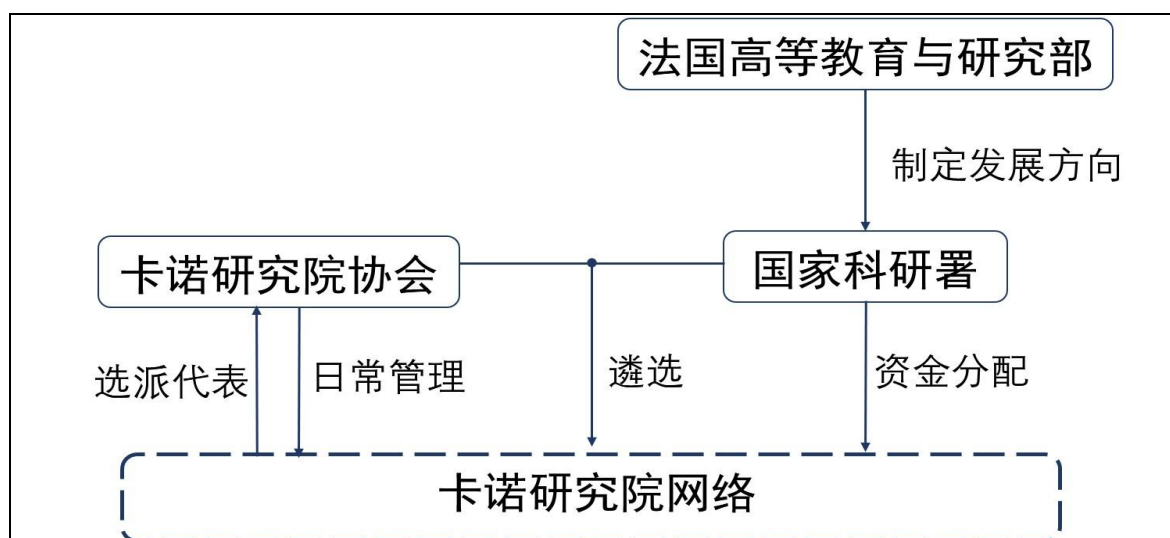 法国高等教育与研究部
制定发展方向
卡诺研究院协会
国家科研署
选派代表
日常管理
遴选
资金分配
卡诺研究院网络